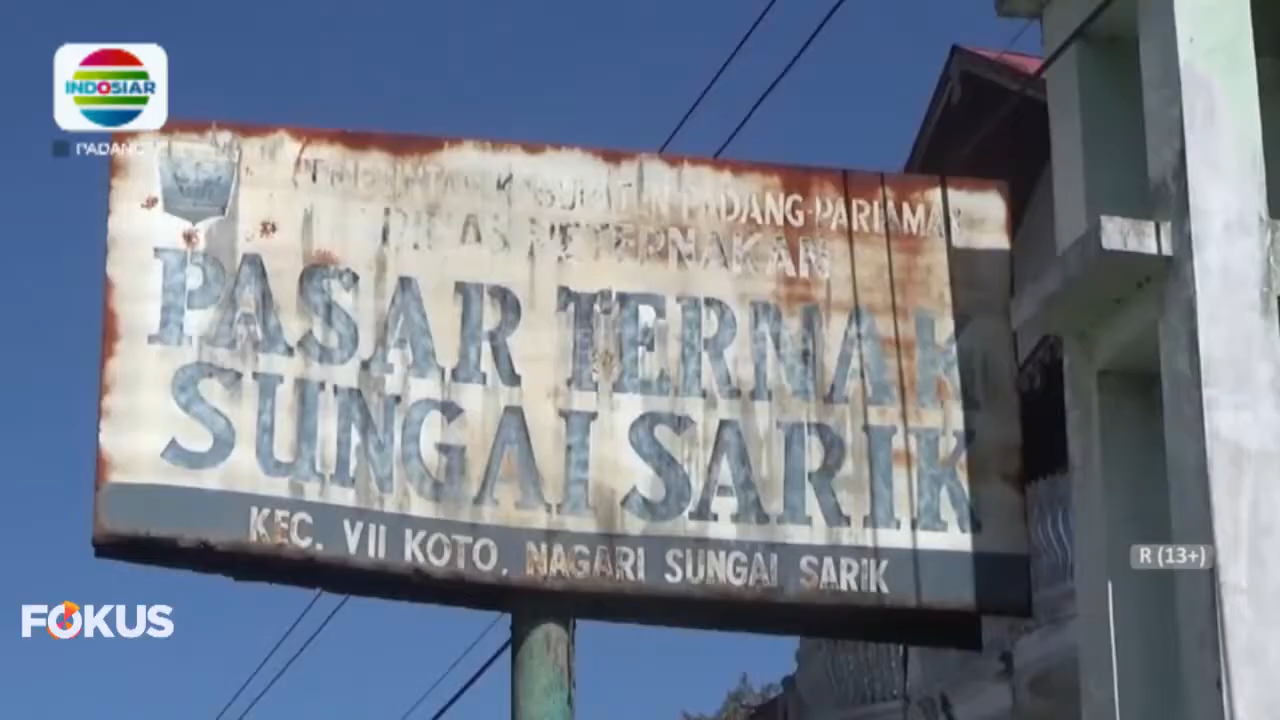 INDOSIAR
PADANG
PADANG-PARIAMAN
DINAS PETERNAKAN
PASAR TERNAK
SUNGAI SARIK
KEC. VII KOTO. NAGARI SUNGAI SARIK
R (13+)
FOKUS